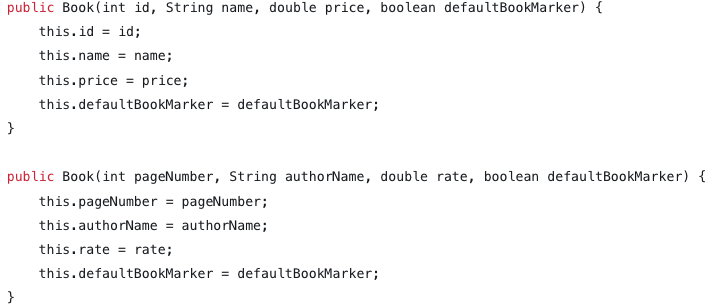 public Book(int id, String name, double price, boolean defaultBookMarker) {
    this.id = id;
    this.name = name;
    this.price = price;
    this.defaultBookMarker = defaultBookMarker;
}

public Book(int pageNumber, String authorName, double rate, boolean defaultBookMarker) {
    this.pageNumber = pageNumber;
    this.authorName = authorName;
    this.rate = rate;
    this.defaultBookMarker = defaultBookMarker;
}